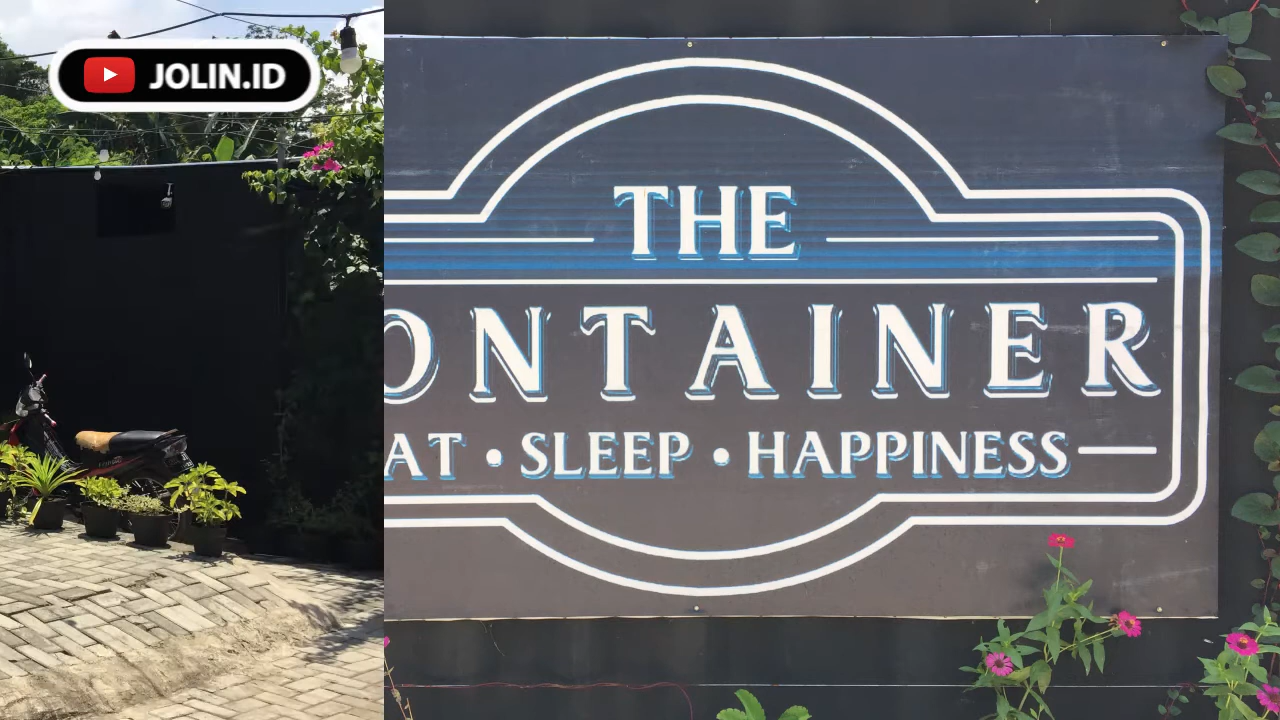 JOLIN.ID
THE
ONTAINER
AT • SLEEP • HAPPINESS